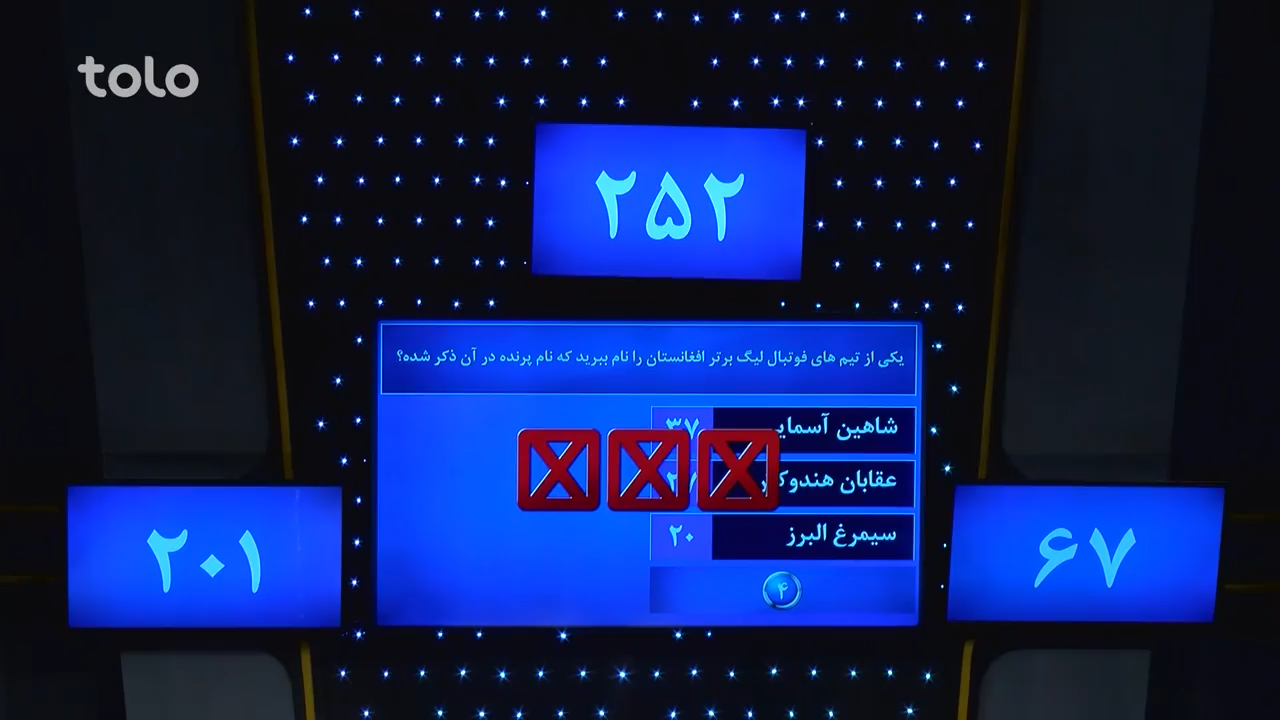 tolo
۲۵۲
یکی از تیم های فوتبال لیگ برتر افغانستان را نام ببرید که نام پرنده در آن ذکر شده؟
شاهین آسمایی ۳۷
عقابان
سیمرغ البرز ۲۰
۴
۲۰۱
۶۷